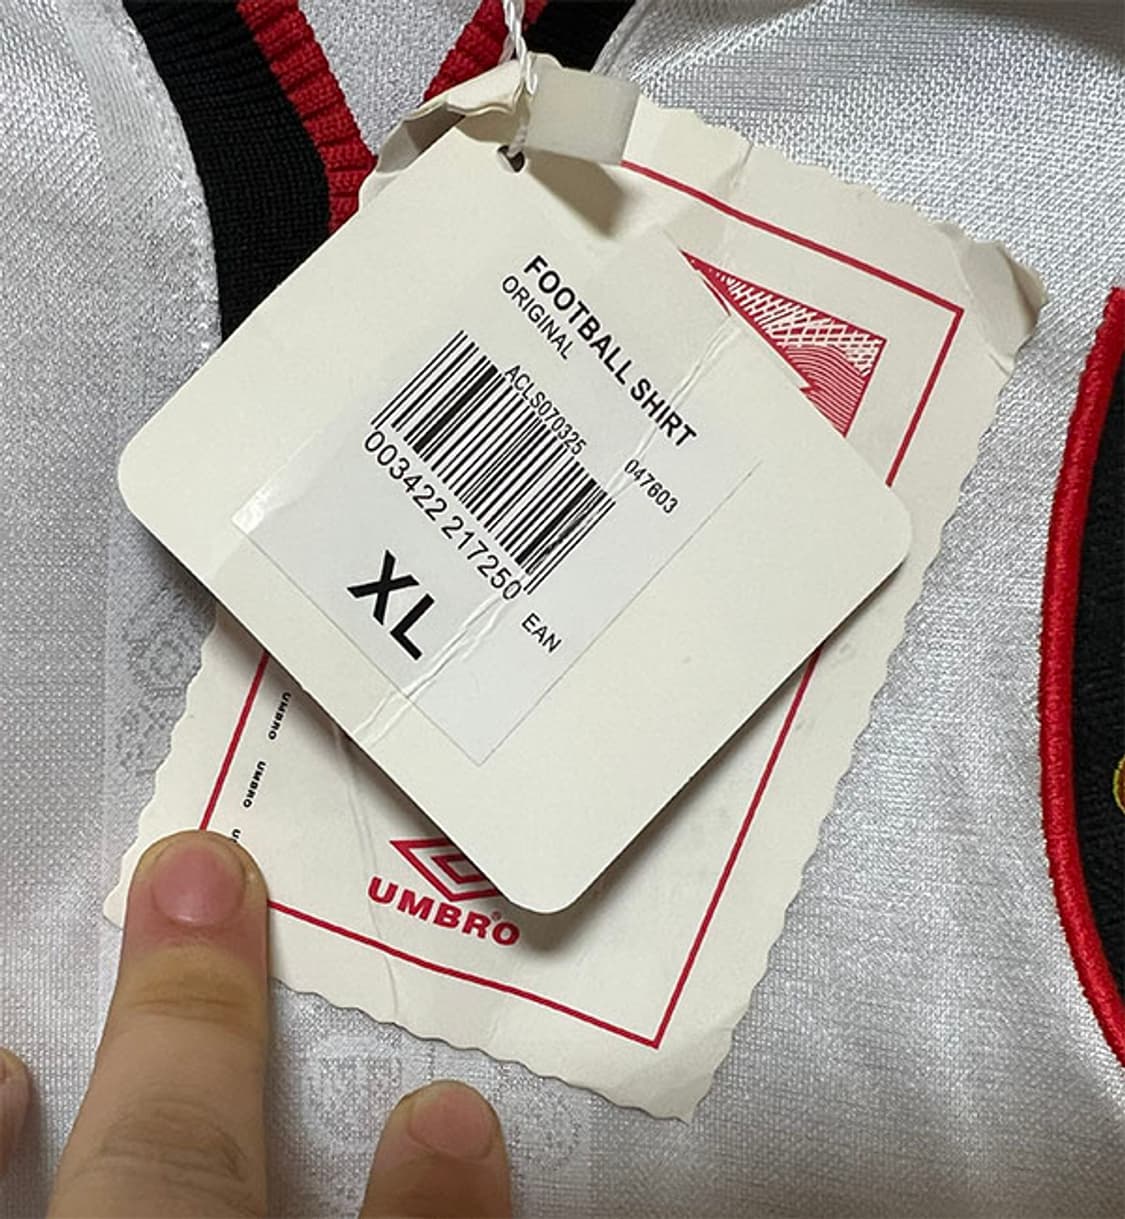 FOOTBALL SHIRT
ORIGINAL
ACLS070325
047603
003422 217250
EAN
XL
UMBRO
UMBRO
UMBRO®